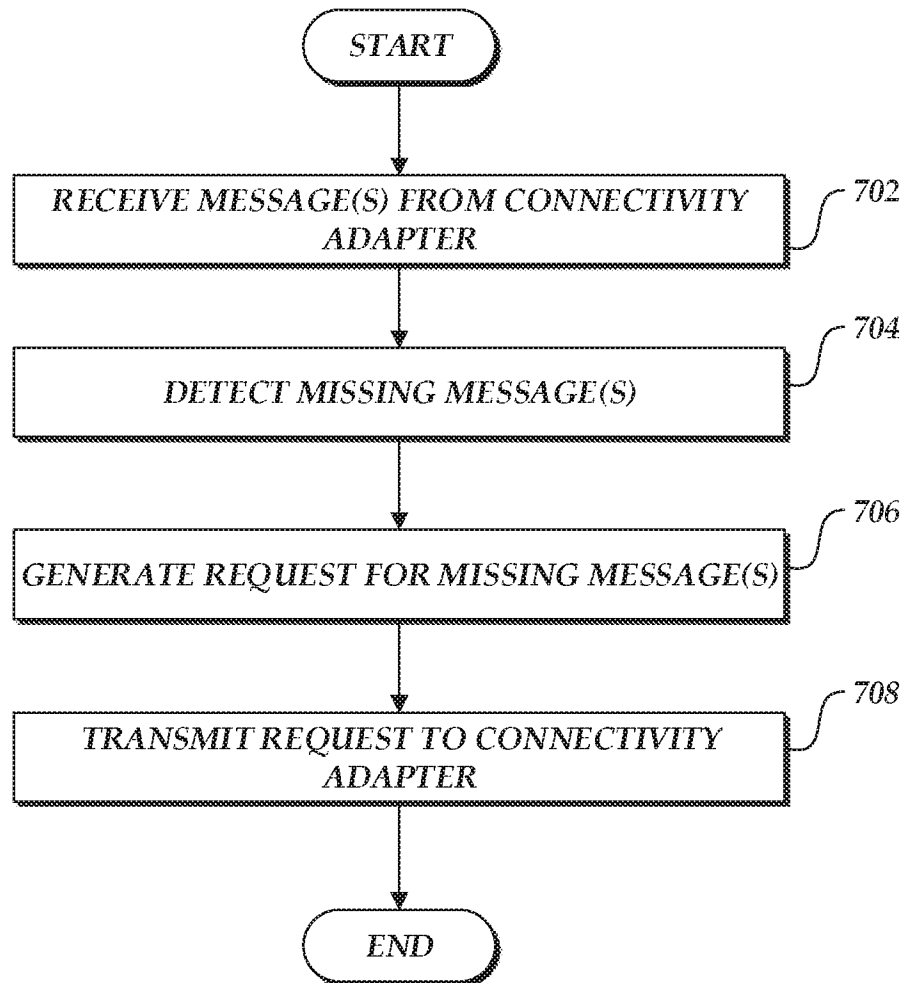 START
RECEIVE MESSAGE(S) FROM CONNECTIVITY
ADAPTER
702
DETECT MISSING MESSAGE(S)
704
GENERATE REQUEST FOR MISSING MESSAGE(S)
706
TRANSMIT REQUEST TO CONNECTIVITY
ADAPTER
708
END